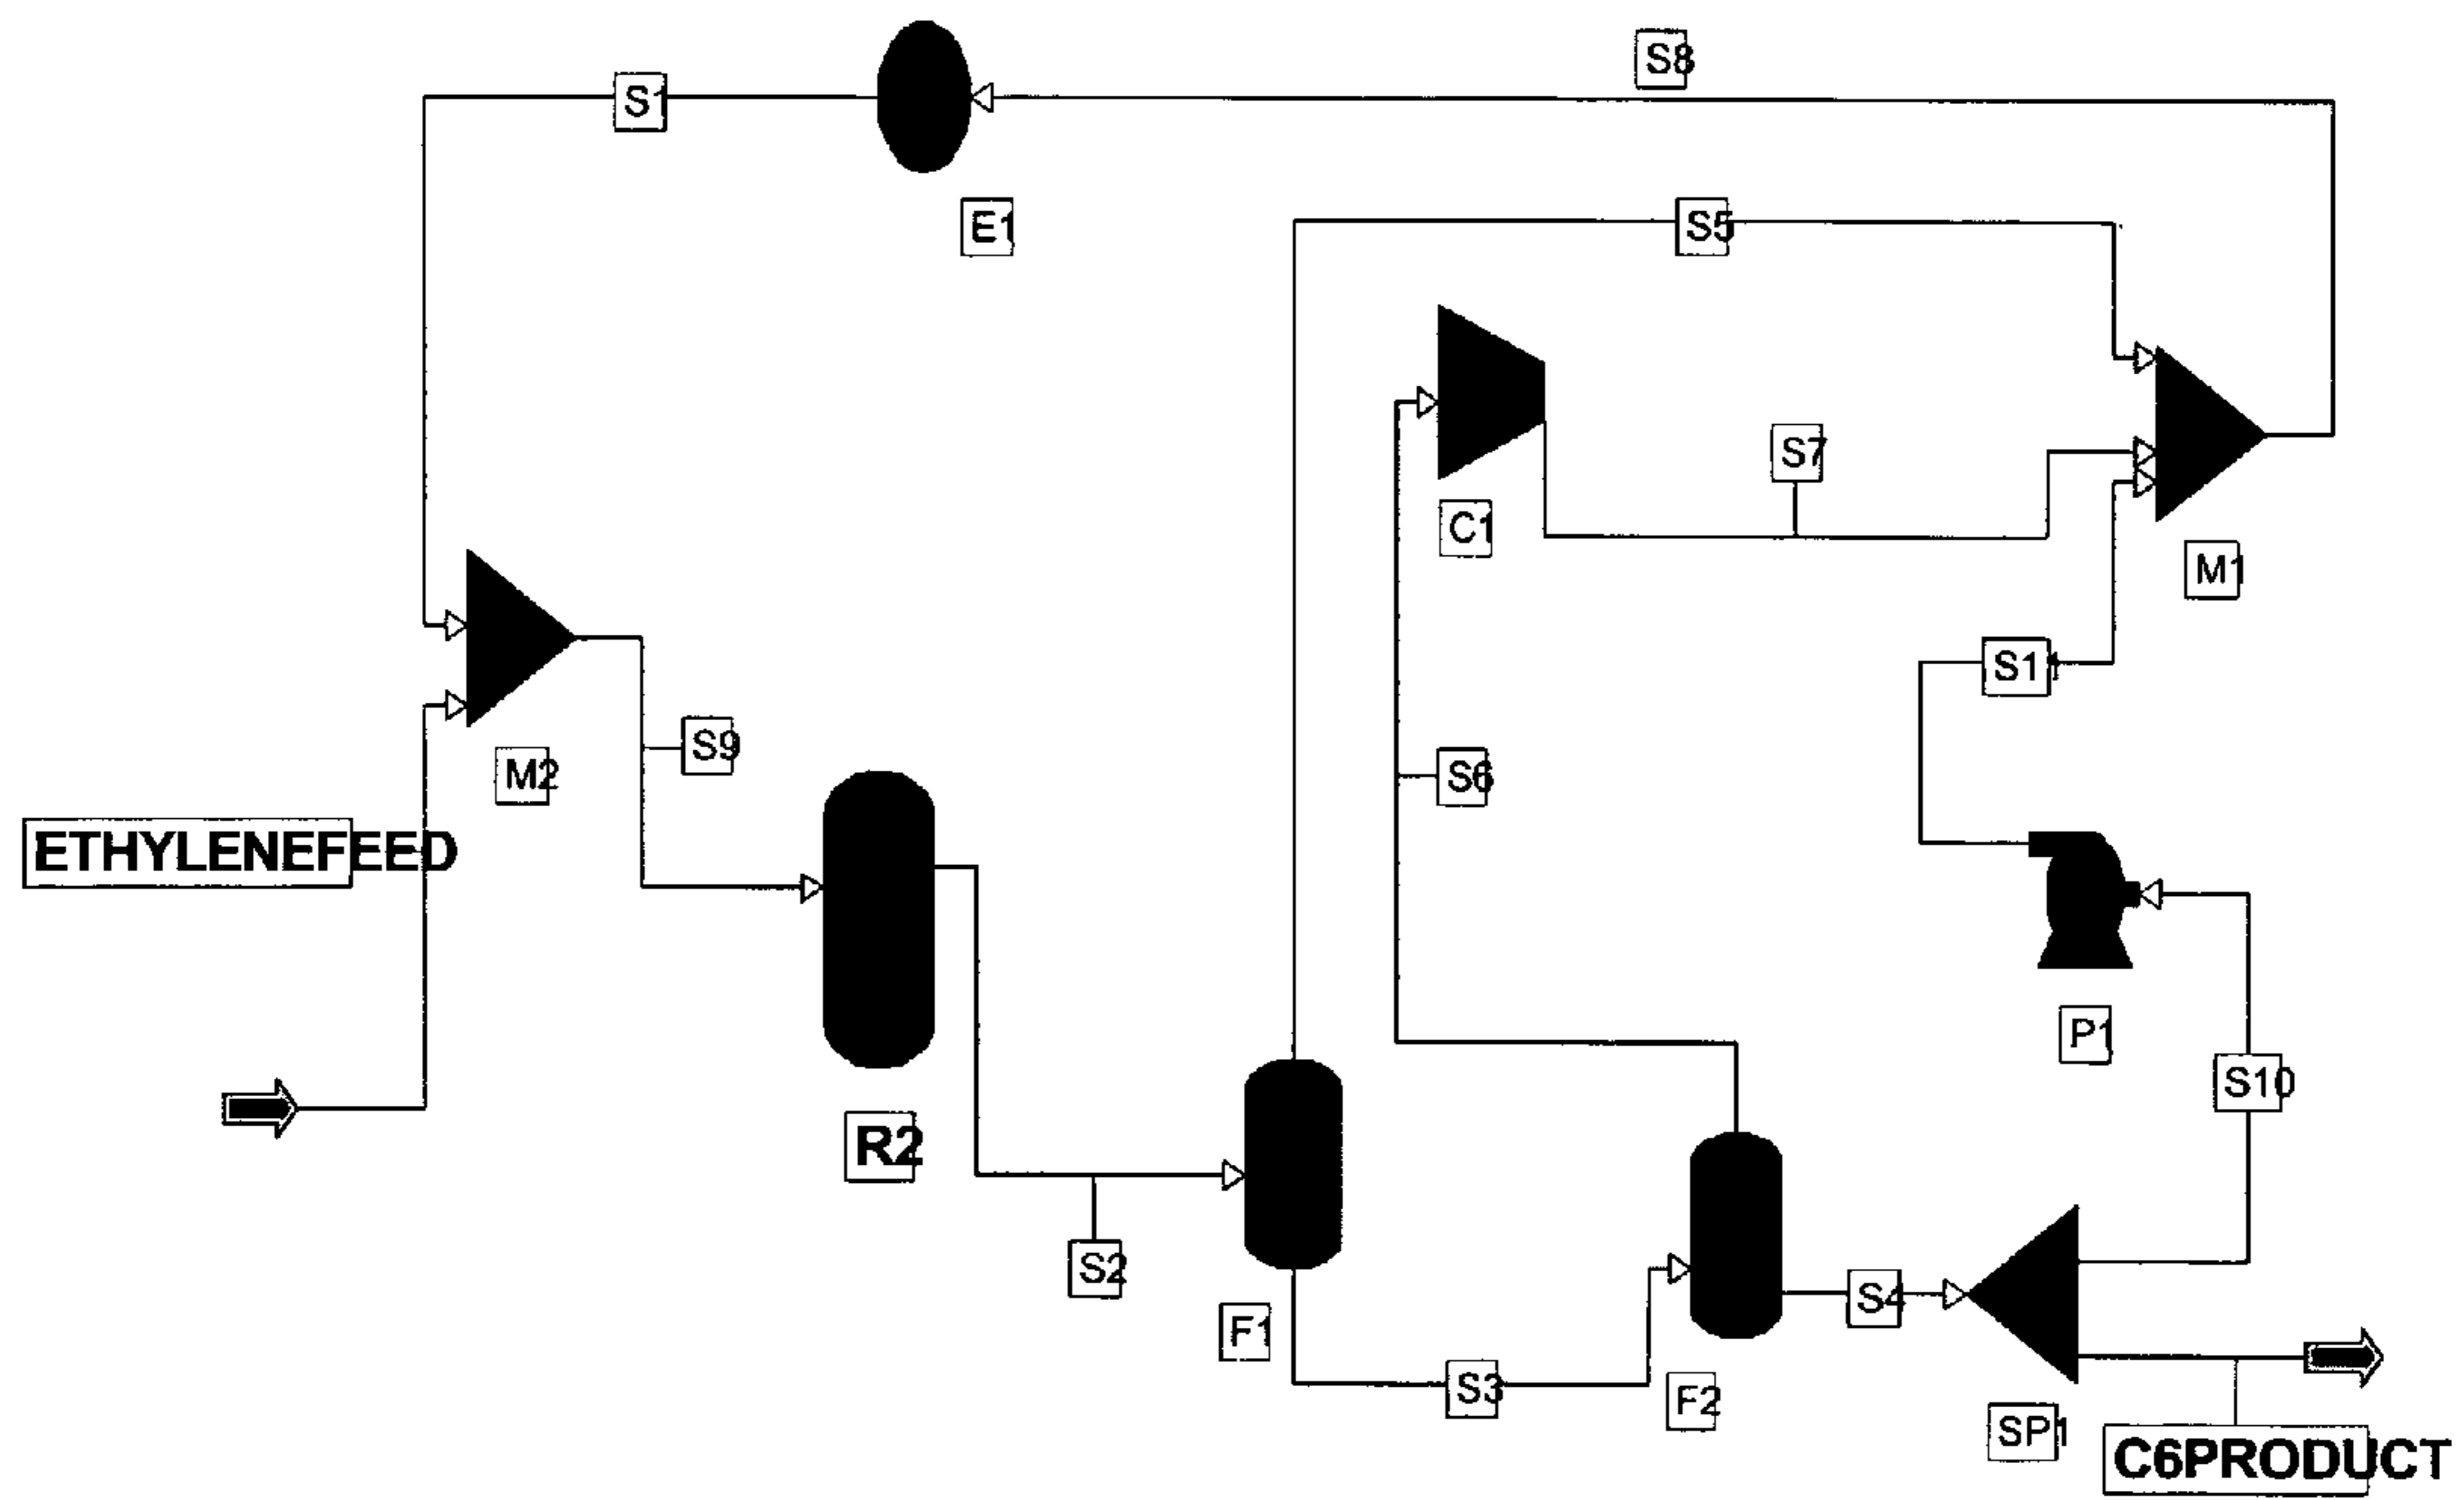 S8
S1
E1
S5
C1
S7
M1
S11
M2
S9
S6
ETHYLENEFEED
P1
S10
R2
S2
F1
S4
S3
F2
SP1
C6PRODUCT